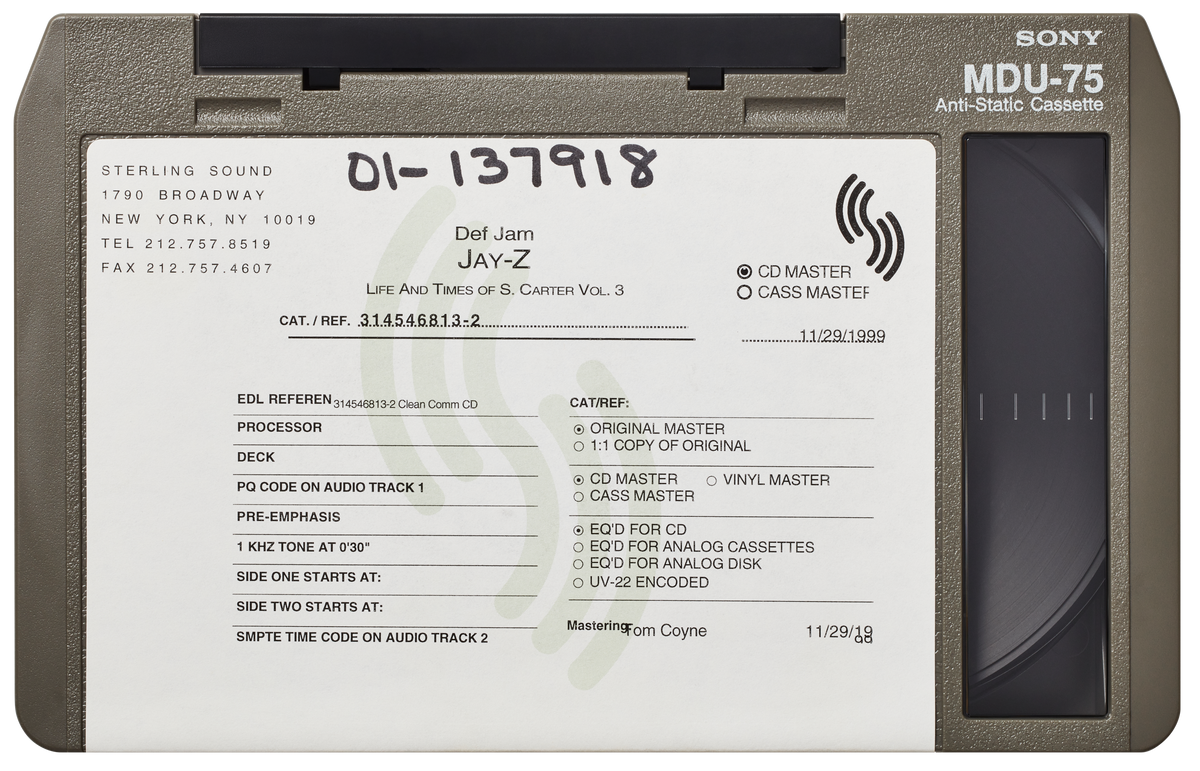 SONY
MDU-75
Anti-Static Cassette
STERLING SOUND
1790 BROADWAY
NEW YORK, NY 10019
TEL 212.757.8519
FAX 212.757.4607
01-137918
Def Jam
JAY-Z
LIFE AND TIMES OF S. CARTER VOL. 3
CD MASTER
CASS MASTER
CAT. / REF. 314546813-2
11/29/1999
EDL REFEREN 314546813-2 Clean Comm CD
PROCESSOR
DECK
PQ CODE ON AUDIO TRACK 1
PRE-EMPHASIS
1 KHZ TONE AT 0'30"
SIDE ONE STARTS AT:
SIDE TWO STARTS AT:
SMPTE TIME CODE ON AUDIO TRACK 2
CAT/REF:
ORIGINAL MASTER
1:1 COPY OF ORIGINAL
CD MASTER VINYL MASTER
CASS MASTER
EQ'D FOR CD
EQ'D FOR ANALOG CASSETTES
EQ'D FOR ANALOG DISK
UV-22 ENCODED
Mastering Tom Coyne 11/29/19
99